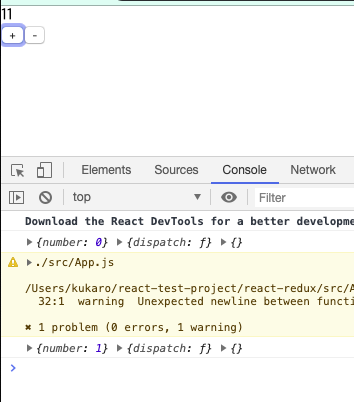 11
+ -
Elements Sources Console Network
top Filter
Download the React DevTools for a better
▶{number: 0} ▶{dispatch: ƒ} ▶{}
▶./src/App.js
/Users/kukaro/react-test-project/react-redux/src/
32:1 warning Unexpected newline between
✖ 1 problem (0 errors, 1 warning)
▶{number: 1} ▶{dispatch: ƒ} ▶{}
>